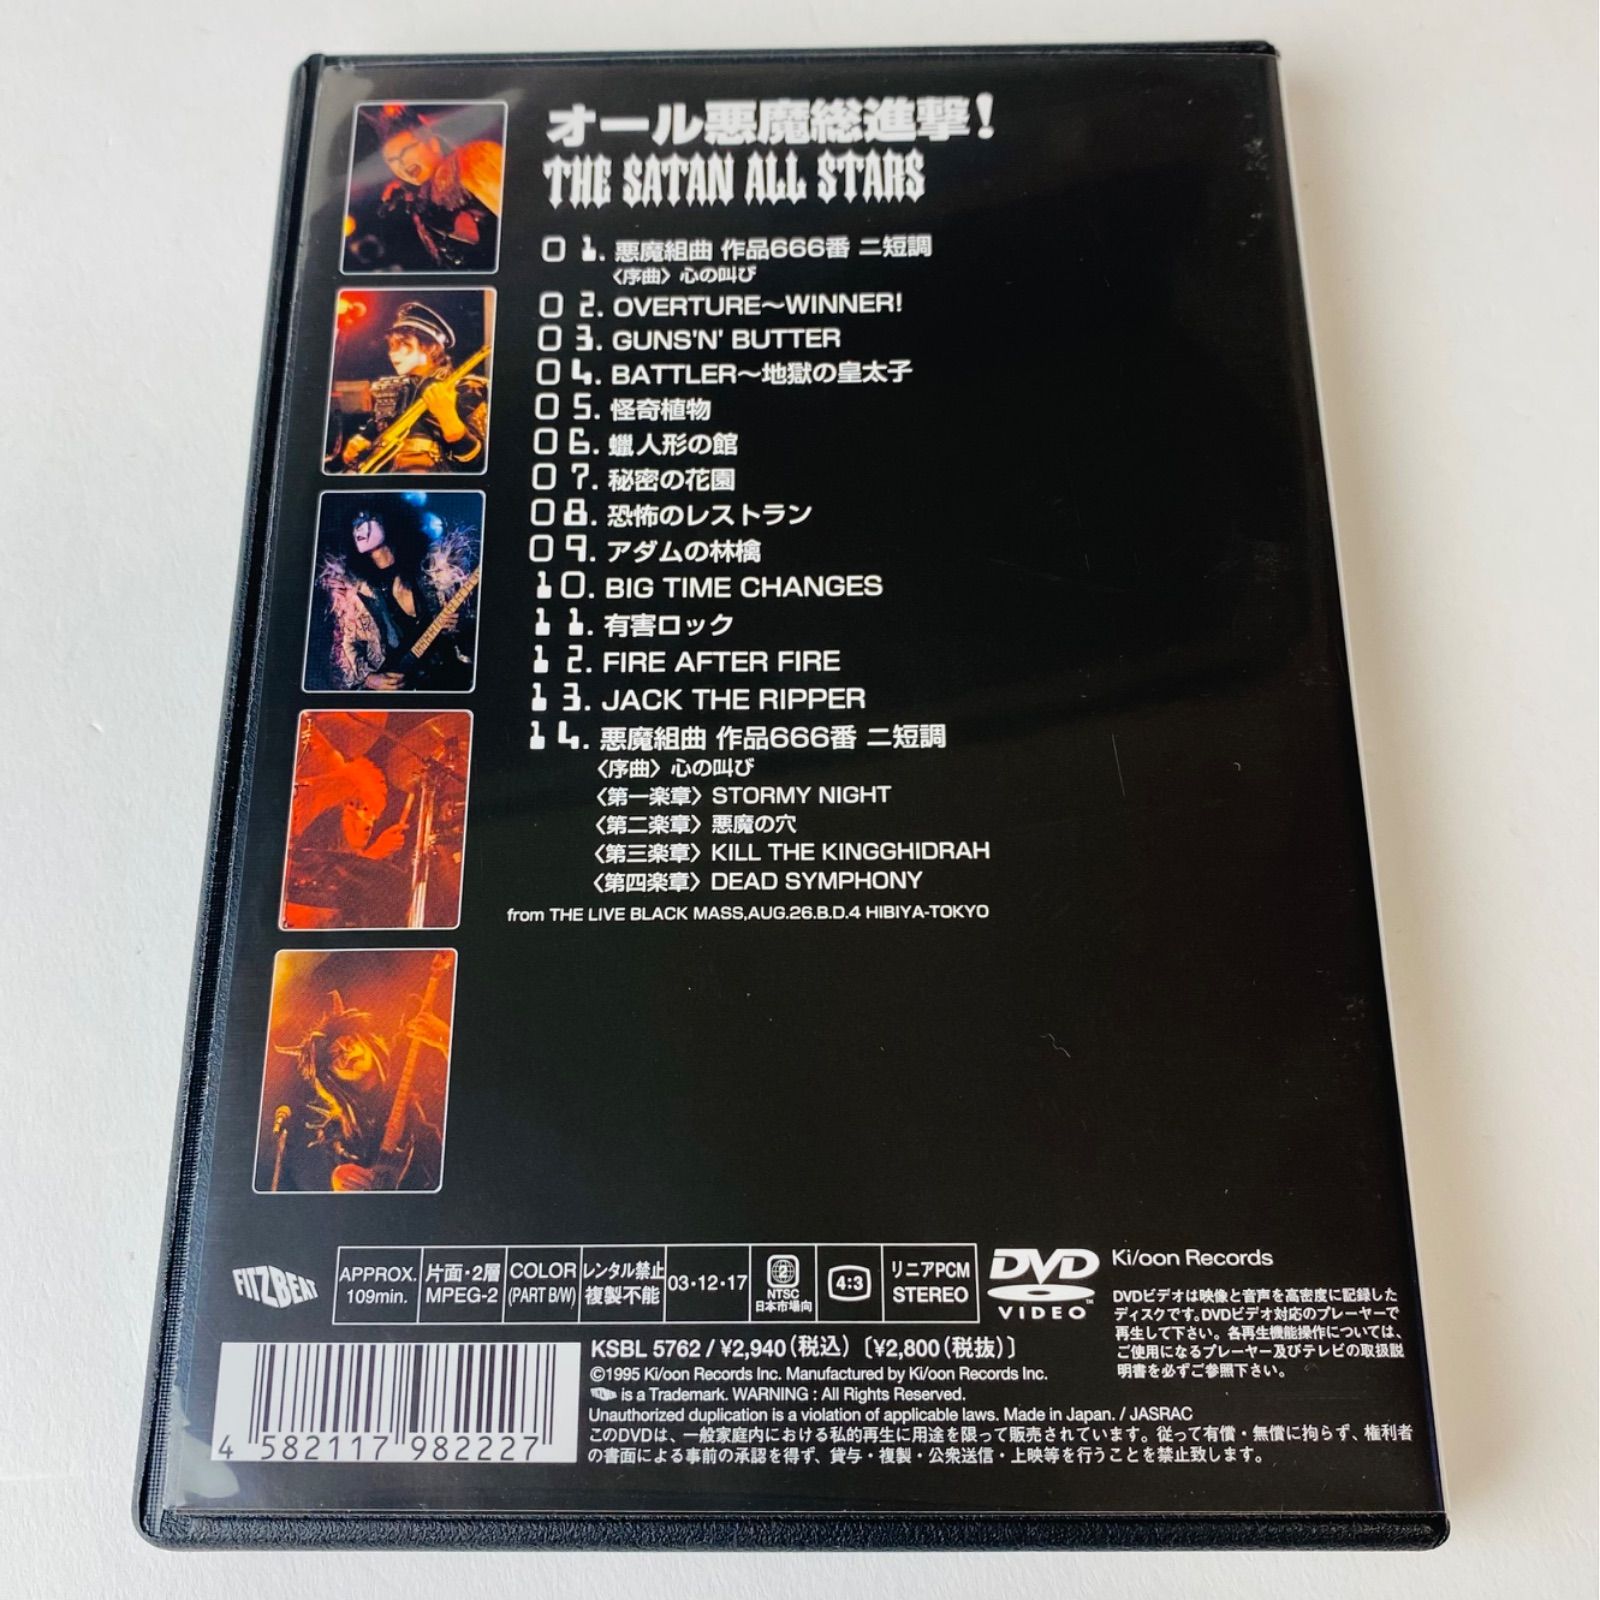 オール悪魔総進撃!
THE SATAN ALL STARS
01. 悪魔組曲 作品666番 ニ短調
〈序曲〉心の叫び
02. OVERTURE～WINNER!
03. GUNS'N' BUTTER
04. BATTLER～地獄の皇太子
05. 怪奇植物
06. 蠟人形の館
07. 秘密の花園
08. 恐怖のレストラン
09. アダムの林檎
10. BIG TIME CHANGES
11. 有害ロック
12. FIRE AFTER FIRE
13. JACK THE RIPPER
14. 悪魔組曲 作品666番 ニ短調
〈序曲〉心の叫び
〈第一楽章〉STORMY NIGHT
〈第二楽章〉悪魔の穴
〈第三楽章〉KILL THE KINGGHIDRAH
〈第四楽章〉DEAD SYMPHONY
from THE LIVE BLACK MASS,AUG.26.B.D.4 HIBIYA-TOKYO
FITZBEAT
APPROX.
109min.
片面・2層
MPEG-2
COLOR
(PART B/W)
レンタル禁止
複製不能
03・12・17
2
NTSC
日本市場向
4:3
リニアPCM
STEREO
DVD
VIDEO™
Ki/oon Records
DVDビデオは映像と音声を高密度に記録した
ディスクです。DVDビデオ対応のプレーヤーで
再生して下さい。各再生機能操作については、
ご使用になるプレーヤー及びテレビの取扱説
明書を必ずご参照下さい。
KSBL 5762 / ¥2,940(税込) [¥2,800(税抜)]
©1995 Ki/oon Records Inc. Manufactured by Ki/oon Records Inc.
FITZBEAT is a Trademark. WARNING : All Rights Reserved.
Unauthorized duplication is a violation of applicable laws. Made in Japan. / JASRAC
このDVDは、一般家庭内における私的再生に用途を限って販売されています。従って有償・無償に拘らず、権利者
の書面による事前の承認を得ず、貸与・複製・公衆送信・上映等を行うことを禁止致します。
4 582117 982227